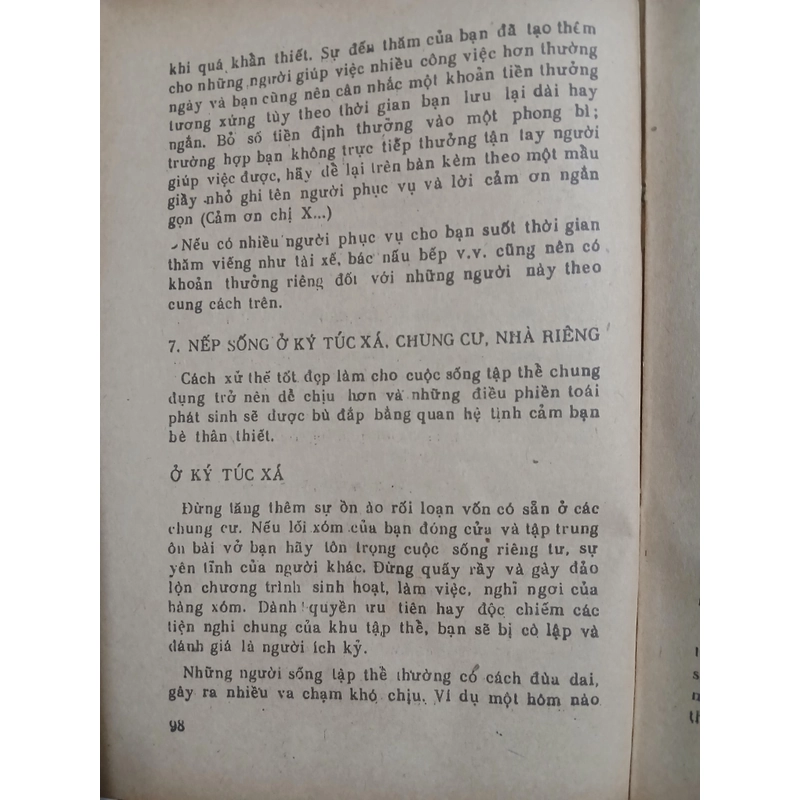 khi quá khẩn thiết. Sự đến thăm của bạn đã tạo thêm
cho những người giúp việc nhiều công việc hơn thường
ngày và bạn cũng nên cân nhắc một khoản tiền thưởng
tương xứng tùy theo thời gian bạn lưu lại dài hay
ngắn. Bỏ số tiền định thưởng vào một phong bì;
trường hợp bạn không trực tiếp thưởng tận tay người
giúp việc được, hãy để lại trên bàn kèm theo một mẩu
giầy nhỏ ghi tên người phục vụ và lời cảm ơn ngắn
gọn (Cảm ơn chị X...)
Nếu có nhiều người phục vụ cho bạn suốt thời gian
thăm viếng như tài xế, bác nấu bếp v.v. cũng nên có
khoản thưởng riêng đối với những người này theo
cung cách trên.
7. NẾP SỐNG Ở KÝ TÚC XÁ, CHUNG CƯ, NHÀ RIÊNG
Cách xử thế tốt đẹp làm cho cuộc sống tập thể chung
dụng trở nên dễ chịu hơn và những điều phiền toái
phát sinh sẽ được bù đắp bằng quan hệ tình cảm bạn
bè thân thiết.
Ở KÝ TÚC XÁ
Đừng tăng thêm sự ồn ào rối loạn vốn có sẵn ở các
chung cư. Nếu lối xóm của bạn đóng cửa và tập trung
ôn bài vở bạn hãy tôn trọng cuộc sống riêng tư, sự
yên tĩnh của người khác. Đừng quấy rầy và gây đảo
lộn chương trình sinh hoạt, làm việc, nghỉ ngơi của
hàng xóm. Dành quyền ưu tiên hay độc chiếm các
tiện nghi chung của khu tập thể, bạn sẽ bị cô lập và
đánh giá là người ích kỷ.
Những người sống tập thể thường có cách đùa dai,
gây ra nhiều va chạm khó chịu. Ví dụ một hôm nào
98